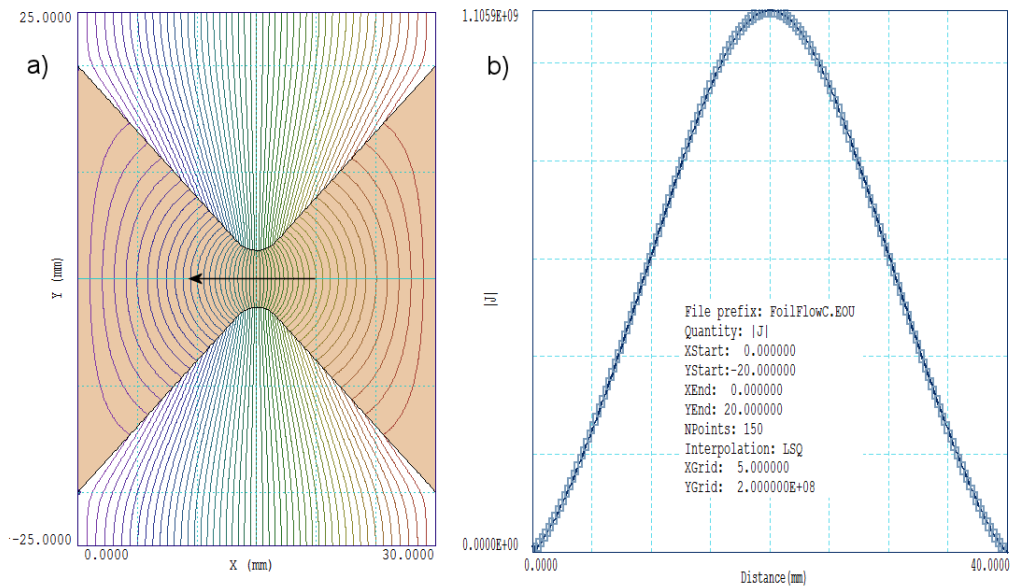 a)
25.0000
Y (mm)
-25.0000
0.0000
30.0000
X (mm)
b)
1.1059E+09
|J|
File prefix: FoilFlowC.EOU
Quantity: |J|
XStart: 0.000000
YStart:-20.000000
XEnd: 0.000000
YEnd: 20.000000
NPoints: 150
Interpolation: LSQ
XGrid: 5.000000
YGrid: 2.000000E+08
0.0000E+00
0.0000
40.0000
Distance(mm)